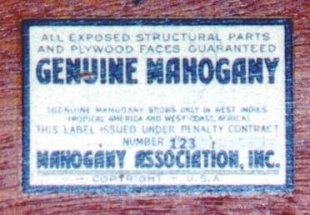 ALL EXPOSED STRUCTURAL PARTS
AND PLYWOOD FACES GUARANTEED
GENUINE MAHOGANY
(GENUINE MAHOGANY GROWS ONLY IN WEST INDIES,
TROPICAL AMERICA AND WEST COAST, AFRICA)
THIS LABEL ISSUED UNDER PENALTY CONTRACT
NUMBER 123
MAHOGANY ASSOCIATION, INC.
- COPYRIGHT - U.S.A.